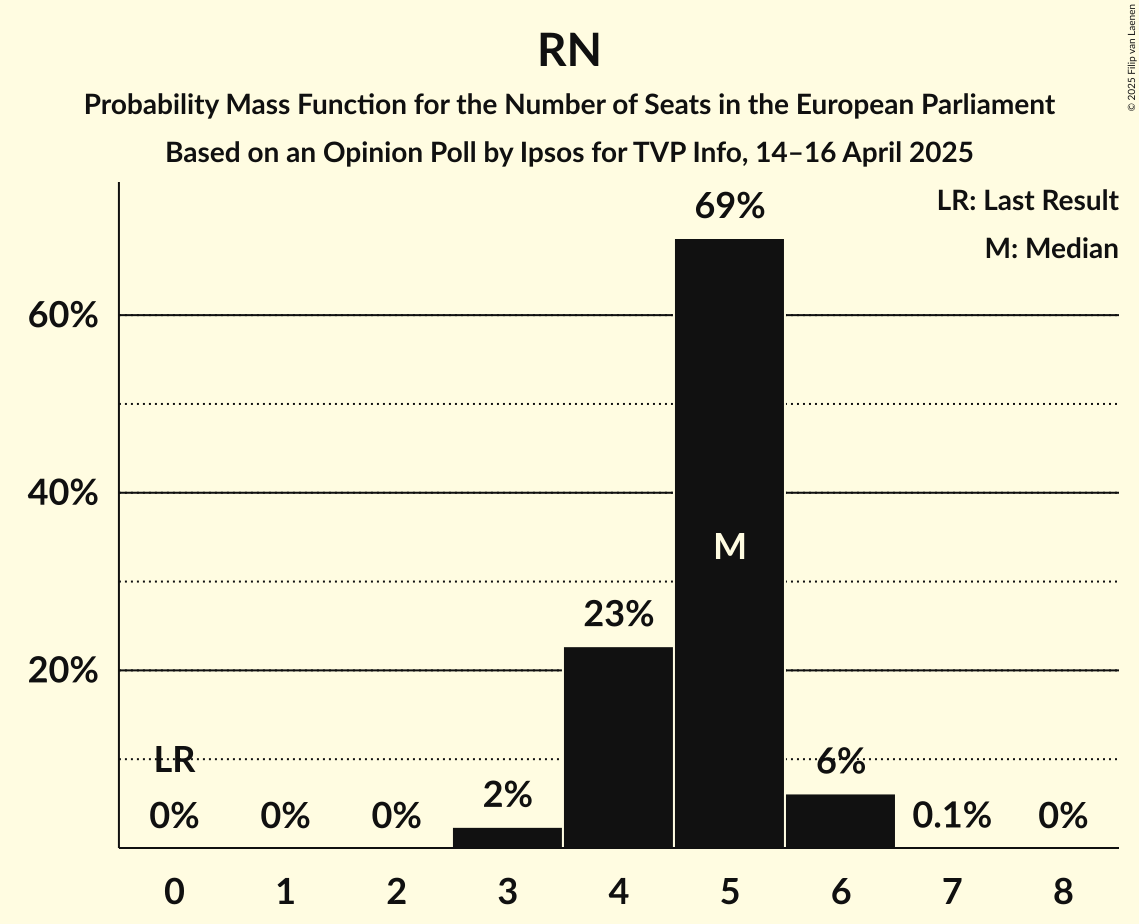 RN
Probability Mass Function for the Number of Seats in the European Parliament
Based on an Opinion Poll by Ipsos for TVP Info, 14–16 April 2025
© 2025 Filip van Laenen
LR: Last Result
M: Median
69%
60%
40%
M
23%
20%
LR
6%
2%
0% 0% 0% 0.1% 0%
0 1 2 3 4 5 6 7 8